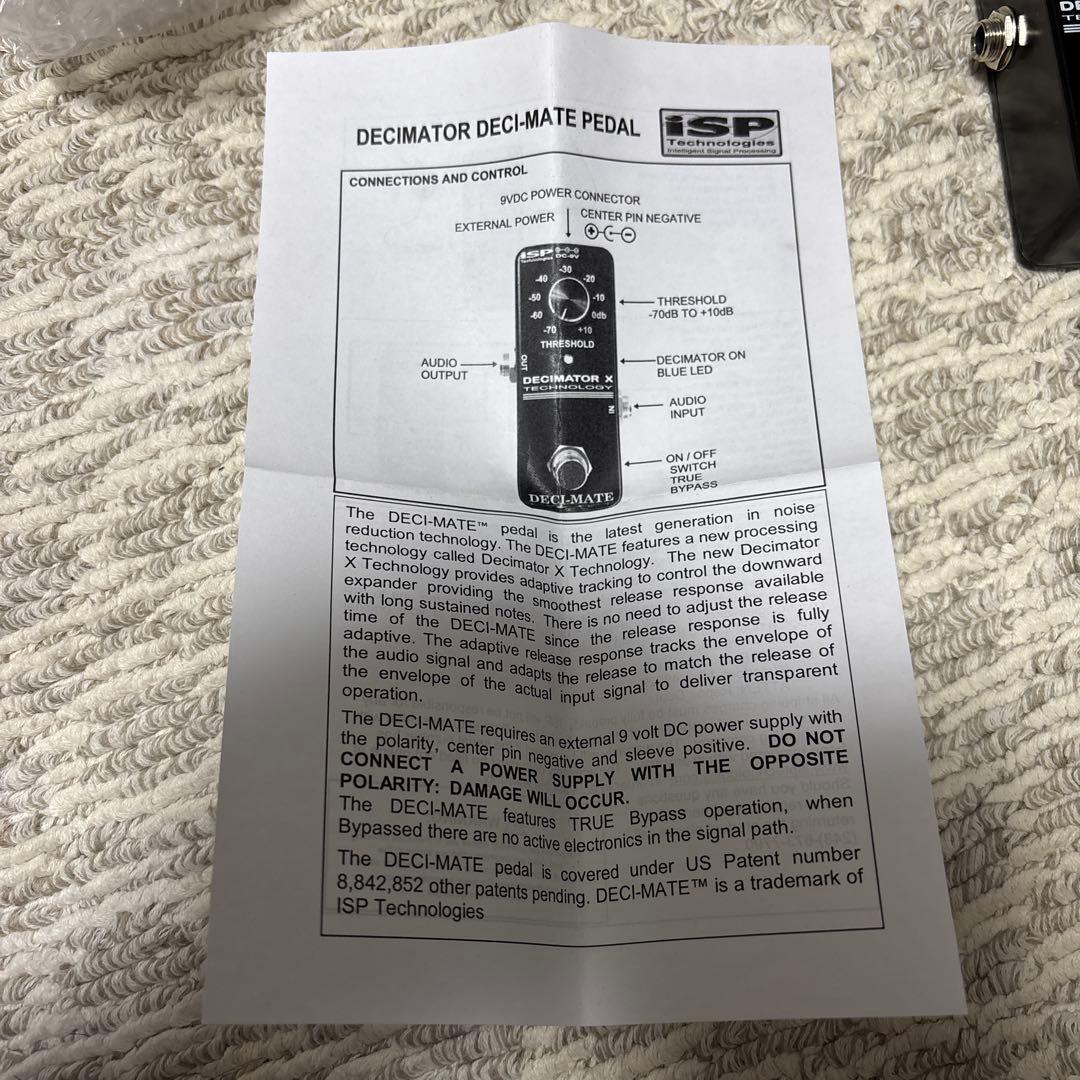 DECIMATOR DECI-MATE PEDAL
iSP
Technologies
Intelligent Signal Processing
CONNECTIONS AND CONTROL
9VDC POWER CONNECTOR
EXTERNAL POWER
CENTER PIN NEGATIVE
iSP
Technologies
DC-9V
-30
-40
-20
-50
-10
-60
0db
-70
+10
THRESHOLD
THRESHOLD
-70dB TO +10dB
AUDIO
OUTPUT
OUT
DECIMATOR ON
BLUE LED
DECIMATOR X
TECHNOLOGY
IN
AUDIO
INPUT
ON / OFF
SWITCH
TRUE
BYPASS
DECI-MATE
The DECI-MATE™ pedal is the latest generation in noise
reduction technology. The DECI-MATE features a new processing
technology called Decimator X Technology. The new Decimator
X Technology provides adaptive tracking to control the downward
expander providing the smoothest release response available
with long sustained notes. There is no need to adjust the release
time of the DECI-MATE since the release response is fully
adaptive. The adaptive release response tracks the envelope of
the audio signal and adapts the release to match the release of
the envelope of the actual input signal to deliver transparent
operation.
The DECI-MATE requires an external 9 volt DC power supply with
the polarity, center pin negative and sleeve positive. DO NOT
CONNECT A POWER SUPPLY WITH THE OPPOSITE
POLARITY: DAMAGE WILL OCCUR.
The DECI-MATE features TRUE Bypass operation, when
Bypassed there are no active electronics in the signal path.
The DECI-MATE pedal is covered under US Patent number
8,842,852 other patents pending. DECI-MATE™ is a trademark of
ISP Technologies